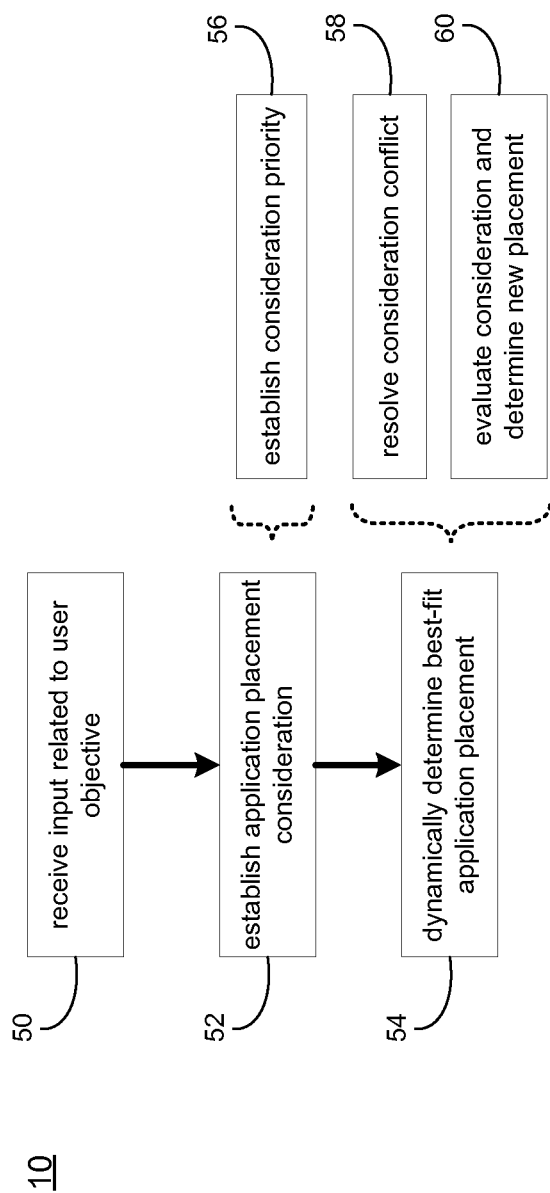 10
50
receive input related to user
objective
52
establish application placement
consideration
54
dynamically determine best-fit
application placement
56
establish consideration priority
58
resolve consideration conflict
60
evaluate consideration and
determine new placement